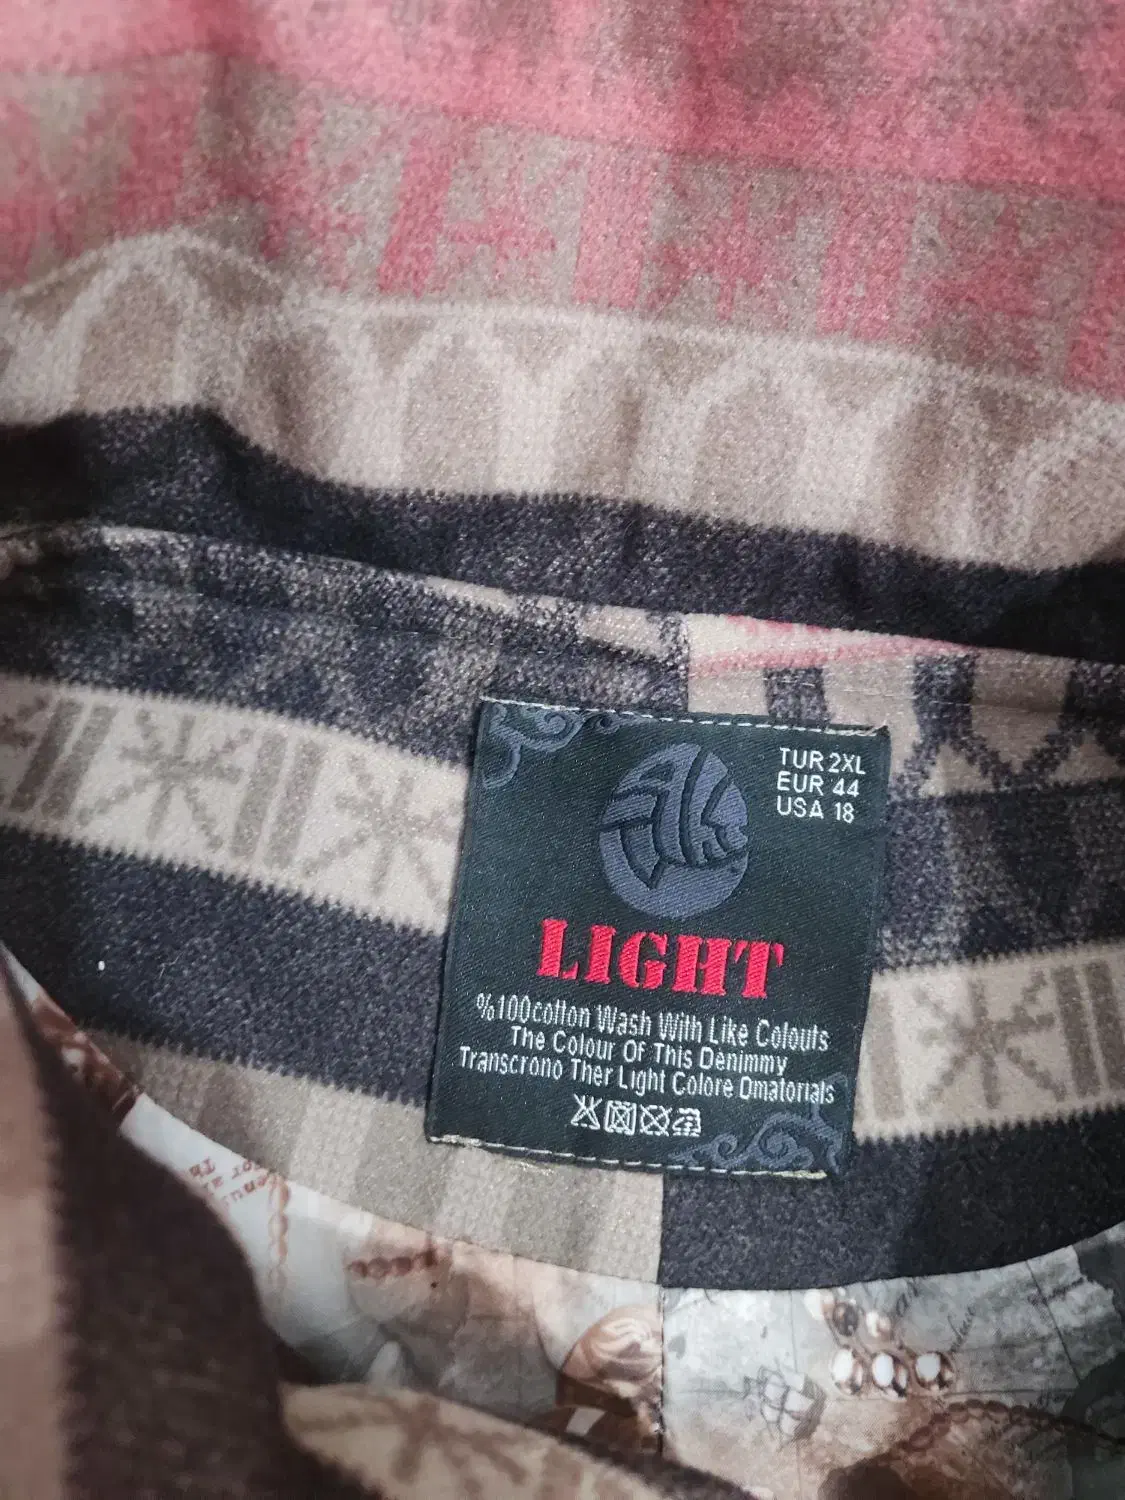 TUR 2XL
EUR 44
USA 18
LIGHT
%100cotton Wash With Like Colouts
The Colour Of This Denimmy
Transcrono Ther Light Colore Dmatorials